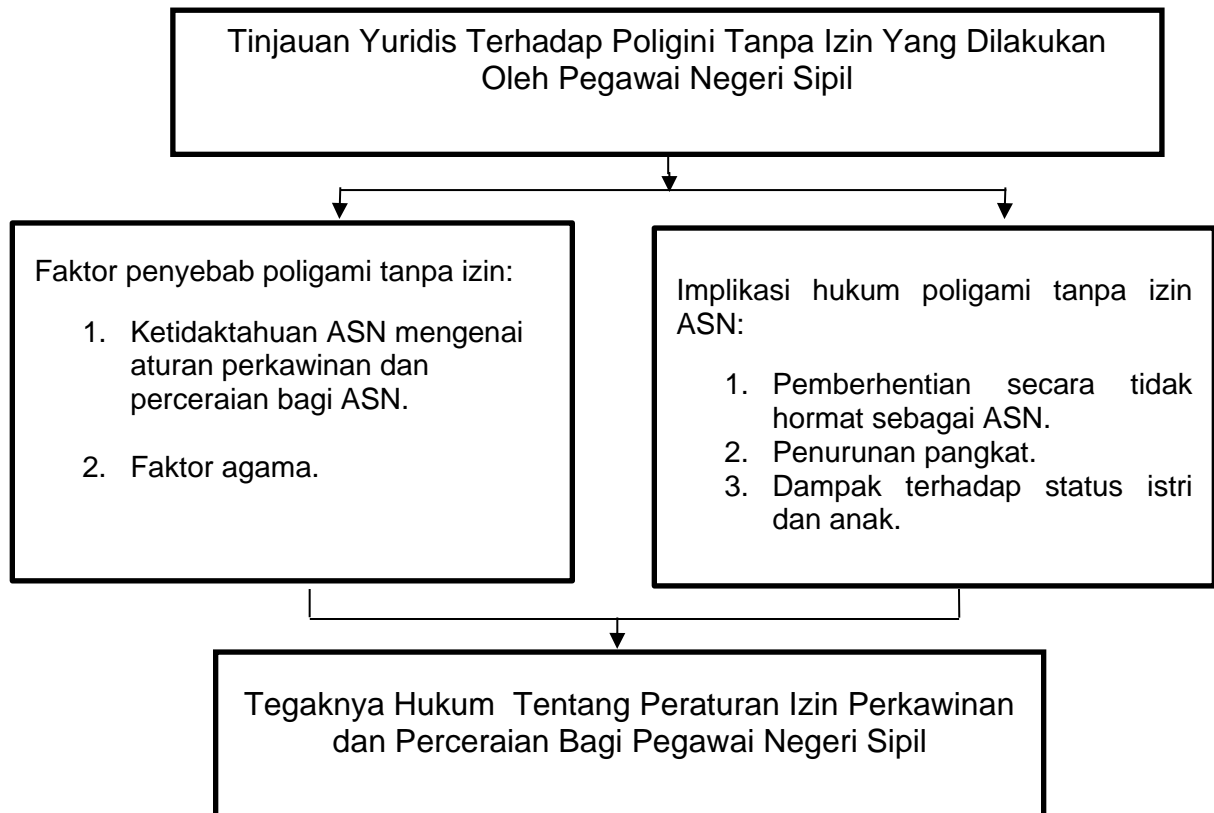 Tinjauan Yuridis Terhadap Poligini Tanpa Izin Yang Dilakukan
Oleh Pegawai Negeri Sipil
Faktor penyebab poligami tanpa izin:
1. Ketidaktahuan ASN mengenai
aturan perkawinan dan
perceraian bagi ASN.
2. Faktor agama.
Implikasi hukum poligami tanpa izin
ASN:
1. Pemberhentian secara tidak
hormat sebagai ASN.
2. Penurunan pangkat.
3. Dampak terhadap status istri
dan anak.
Tegaknya Hukum Tentang Peraturan Izin Perkawinan
dan Perceraian Bagi Pegawai Negeri Sipil